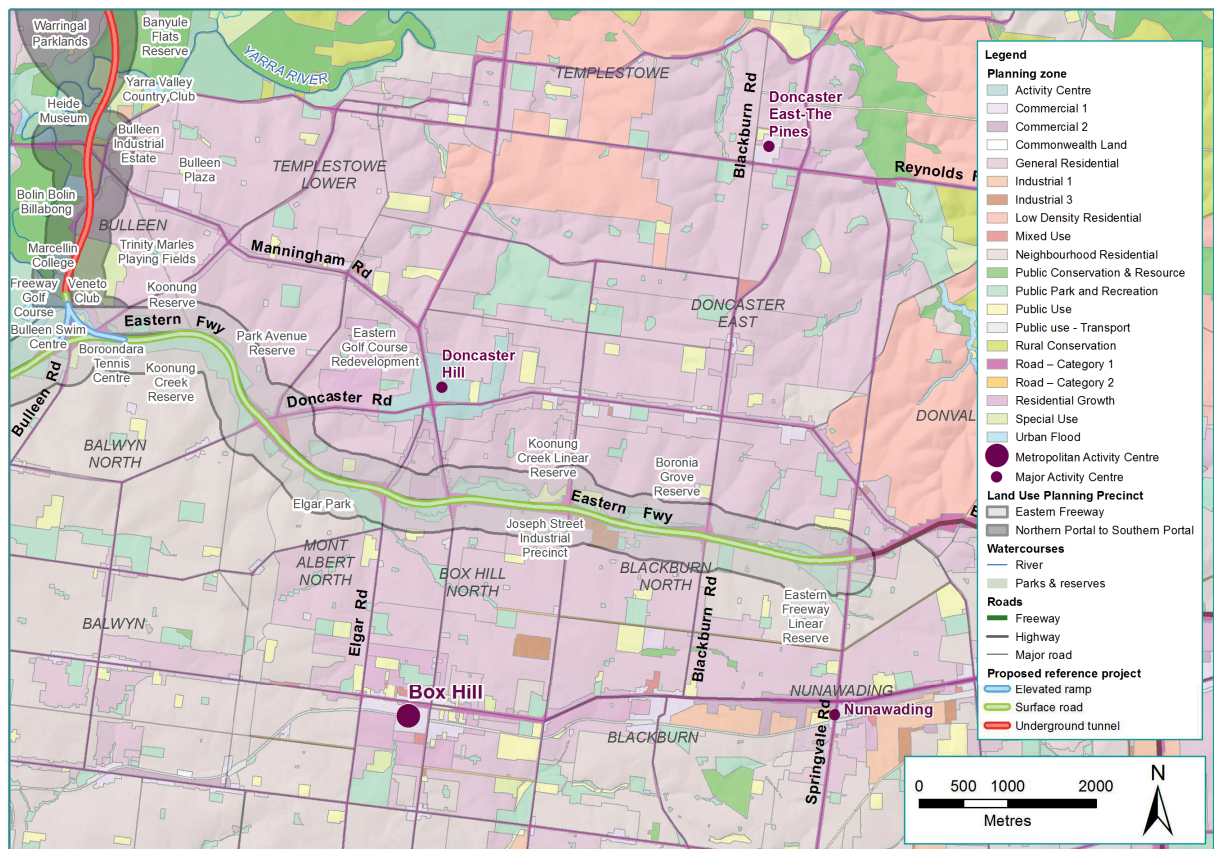 Warringal
Parklands
Banyule
Flats
Reserve
YARRA RIVER
Yarra Valley
Country Club
Heide
Museum
Bulleen
Industrial
Estate
Bulleen
Plaza
TEMPLESTOWE
Blackburn Rd
Doncaster
East-The
Pines
TEMPLESTOWE
LOWER
Reynolds
Bolin Bolin
Billabong
BULLEEN
Marcellin
College
Trinity Marles
Playing Fields
Manningham Rd
Freeway
Golf
Course
Veneto
Club
Koonung
Reserve
DONCASTER
EAST
Bulleen Swim
Centre
Eastern Fwy
Park Avenue
Reserve
Eastern
Golf Course
Redevelopment
Doncaster
Hill
Boroondara
Tennis
Centre
Koonung
Creek
Reserve
Bulleen Rd
Doncaster Rd
DONVAL
BALWYN
NORTH
Koonung
Creek Linear
Reserve
Boronia
Grove
Reserve
Elgar Park
Eastern Fwy
Joseph Street
Industrial
Precinct
MONT
ALBERT
NORTH
BOX HILL
NORTH
BLACKBURN
NORTH
Eastern
Freeway
Linear
Reserve
BALWYN
Elgar Rd
Blackburn Rd
Box Hill
NUNAWADING
Nunawading
BLACKBURN
Springvale Rd
Legend
Planning zone
Activity Centre
Commercial 1
Commercial 2
Commonwealth Land
General Residential
Industrial 1
Industrial 3
Low Density Residential
Mixed Use
Neighbourhood Residential
Public Conservation & Resource
Public Park and Recreation
Public Use
Public use - Transport
Rural Conservation
Road – Category 1
Road – Category 2
Residential Growth
Special Use
Urban Flood
Metropolitan Activity Centre
Major Activity Centre
Land Use Planning Precinct
Eastern Freeway
Northern Portal to Southern Portal
Watercourses
River
Parks & reserves
Roads
Freeway
Highway
Major road
Proposed reference project
Elevated ramp
Surface road
Underground tunnel
0 500 1000 2000
Metres
N